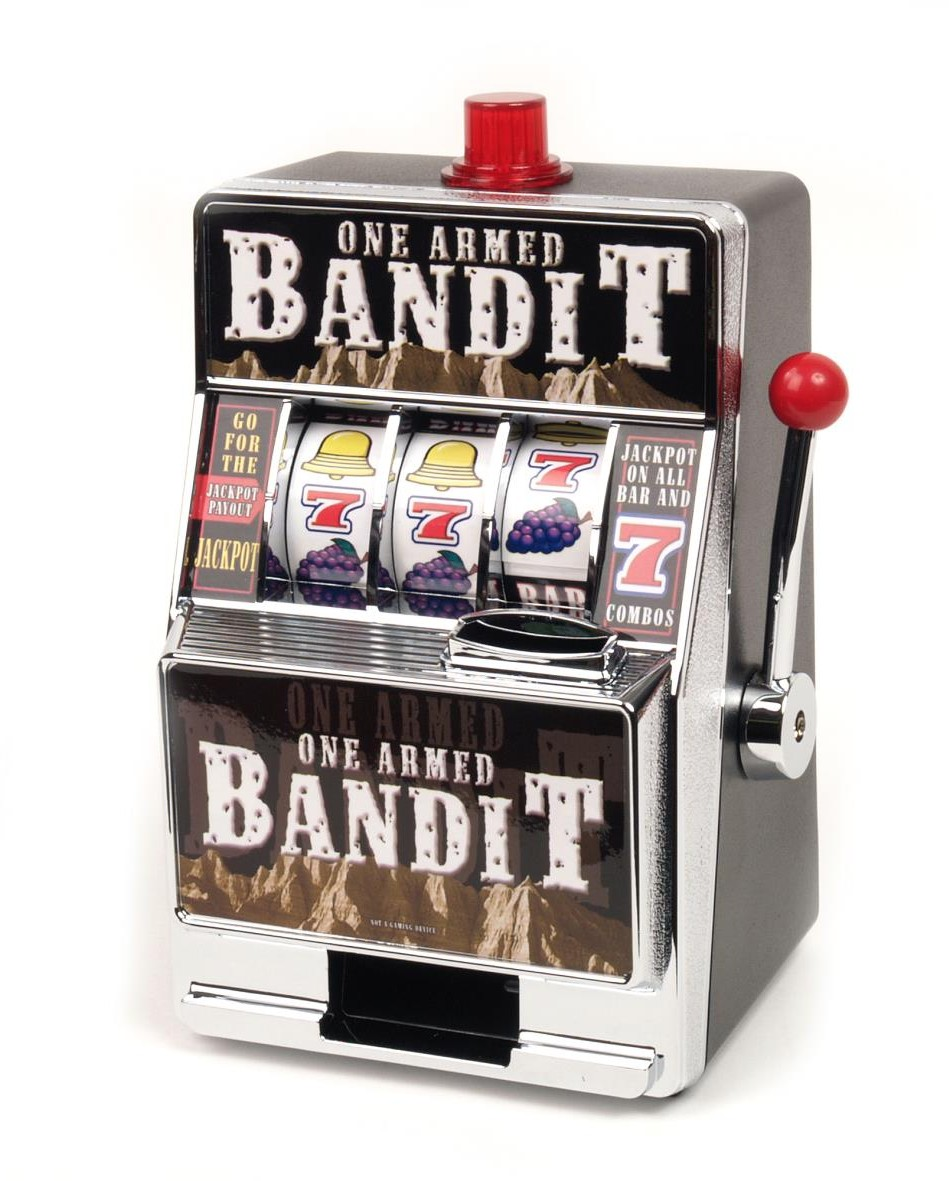 ONE ARMED
BANDIT
GO
FOR
THE
JACKPOT
PAYOUT
JACKPOT
7
7
7
BAR
JACKPOT
ON ALL
BAR AND
7
COMBOS
ONE ARMED
ONE ARMED
BANDIT
NOT A GAMING DEVICE